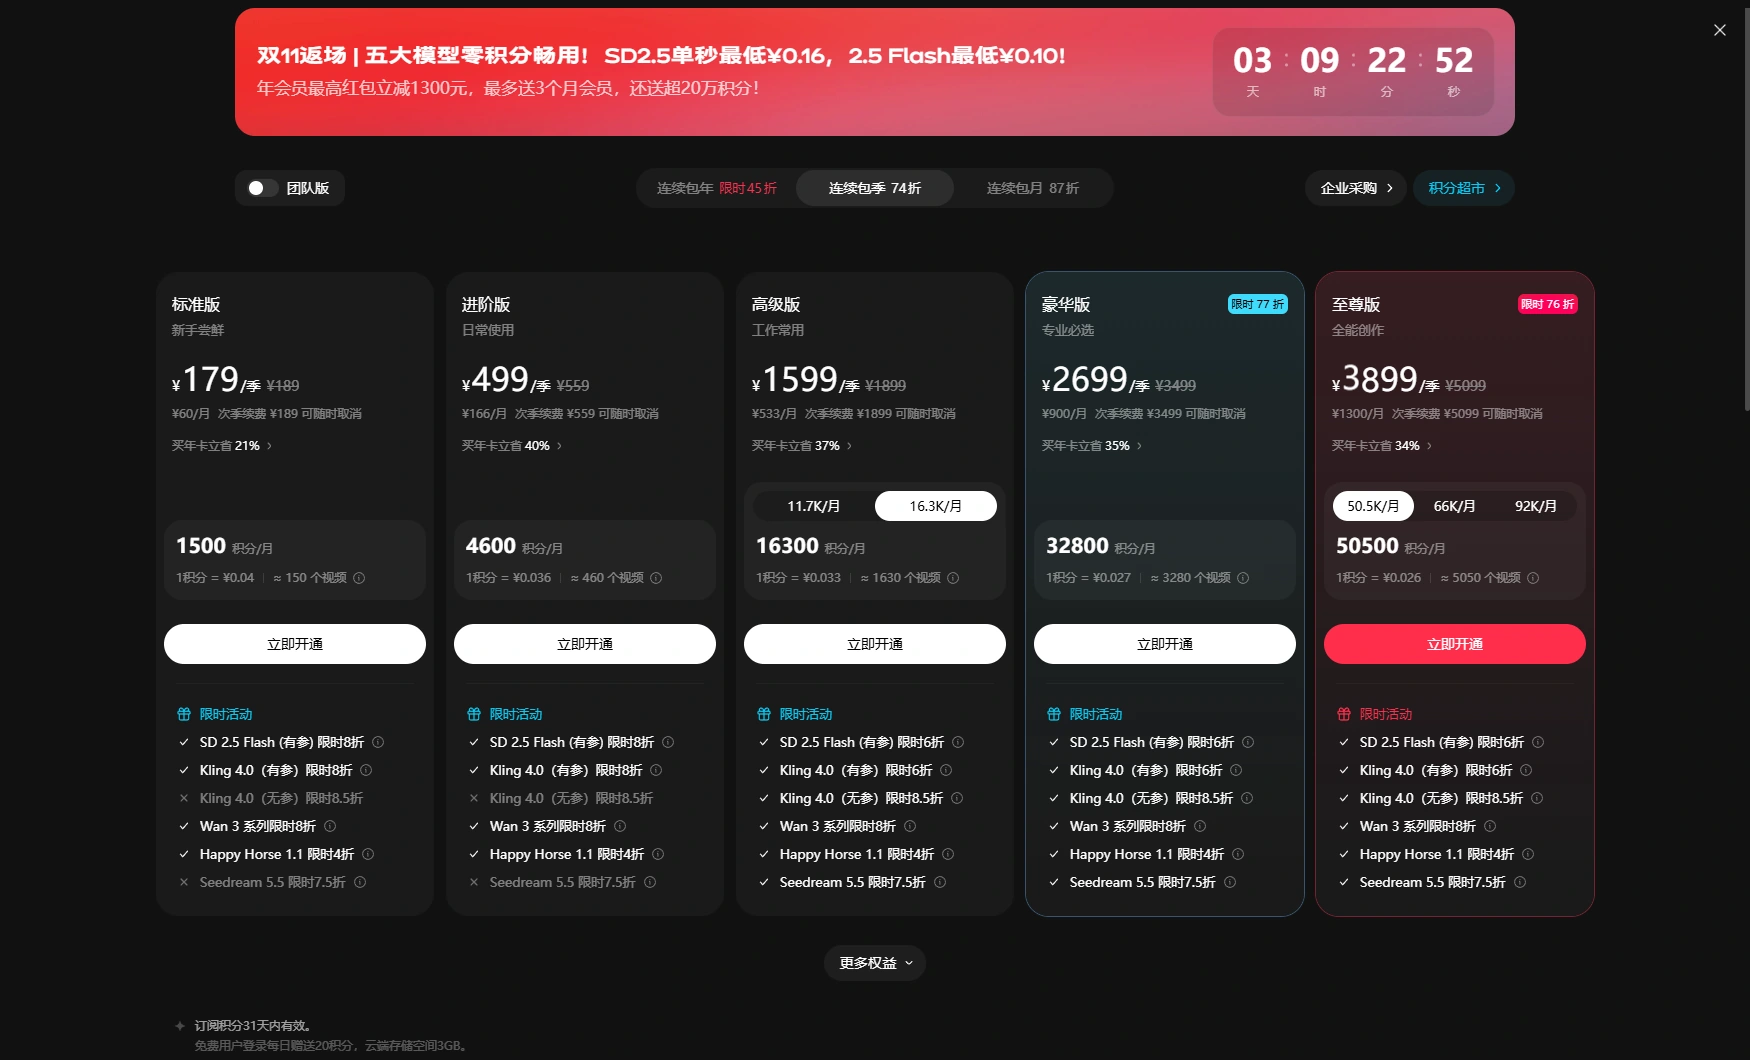 双11返场 | 五大模型零积分畅用！SD2.5单秒最低¥0.16，2.5 Flash最低¥0.10!
年会员最高红包立减1300元，最多送3个月会员，还送超20万积分！
03 : 09 : 22 : 52
天 时 分 秒
团队版
连续包年 限时45折 连续包季 74折 连续包月 87折
企业采购 积分超市
标准版
新手尝鲜
¥179/季 ¥189
¥60/月 次季续费 ¥189 可随时取消
买年卡立省 21%
1500 积分/月
1积分 = ¥0.04 | ≈ 150 个视频
立即开通
限时活动
SD 2.5 Flash (有参) 限时8折
Kling 4.0（有参）限时8折
Kling 4.0（无参）限时8.5折
Wan 3 系列限时8折
Happy Horse 1.1 限时4折
Seedream 5.5 限时7.5折
进阶版
日常使用
¥499/季 ¥559
¥166/月 次季续费 ¥559 可随时取消
买年卡立省 40%
4600 积分/月
1积分 = ¥0.036 | ≈ 460 个视频
立即开通
限时活动
SD 2.5 Flash (有参) 限时8折
Kling 4.0（有参）限时8折
Kling 4.0（无参）限时8.5折
Wan 3 系列限时8折
Happy Horse 1.1 限时4折
Seedream 5.5 限时7.5折
高级版
工作常用
¥1599/季 ¥1899
¥533/月 次季续费 ¥1899 可随时取消
买年卡立省 37%
11.7K/月 16.3K/月
16300 积分/月
1积分 = ¥0.033 | ≈ 1630 个视频
立即开通
限时活动
SD 2.5 Flash (有参) 限时6折
Kling 4.0（有参）限时6折
Kling 4.0（无参）限时8.5折
Wan 3 系列限时8折
Happy Horse 1.1 限时4折
Seedream 5.5 限时7.5折
豪华版 限时 77 折
专业必选
¥2699/季 ¥3499
¥900/月 次季续费 ¥3499 可随时取消
买年卡立省 35%
32800 积分/月
1积分 = ¥0.027 | ≈ 3280 个视频
立即开通
限时活动
SD 2.5 Flash (有参) 限时6折
Kling 4.0（有参）限时6折
Kling 4.0（无参）限时8.5折
Wan 3 系列限时8折
Happy Horse 1.1 限时4折
Seedream 5.5 限时7.5折
至尊版 限时 76 折
全能创作
¥3899/季 ¥5099
¥1300/月 次季续费 ¥5099 可随时取消
买年卡立省 34%
50.5K/月 66K/月 92K/月
50500 积分/月
1积分 = ¥0.026 | ≈ 5050 个视频
立即开通
限时活动
SD 2.5 Flash (有参) 限时6折
Kling 4.0（有参）限时6折
Kling 4.0（无参）限时8.5折
Wan 3 系列限时8折
Happy Horse 1.1 限时4折
Seedream 5.5 限时7.5折
更多权益
订阅积分31天内有效。
免费用户登录每日赠送20积分，云端存储空间3GB。